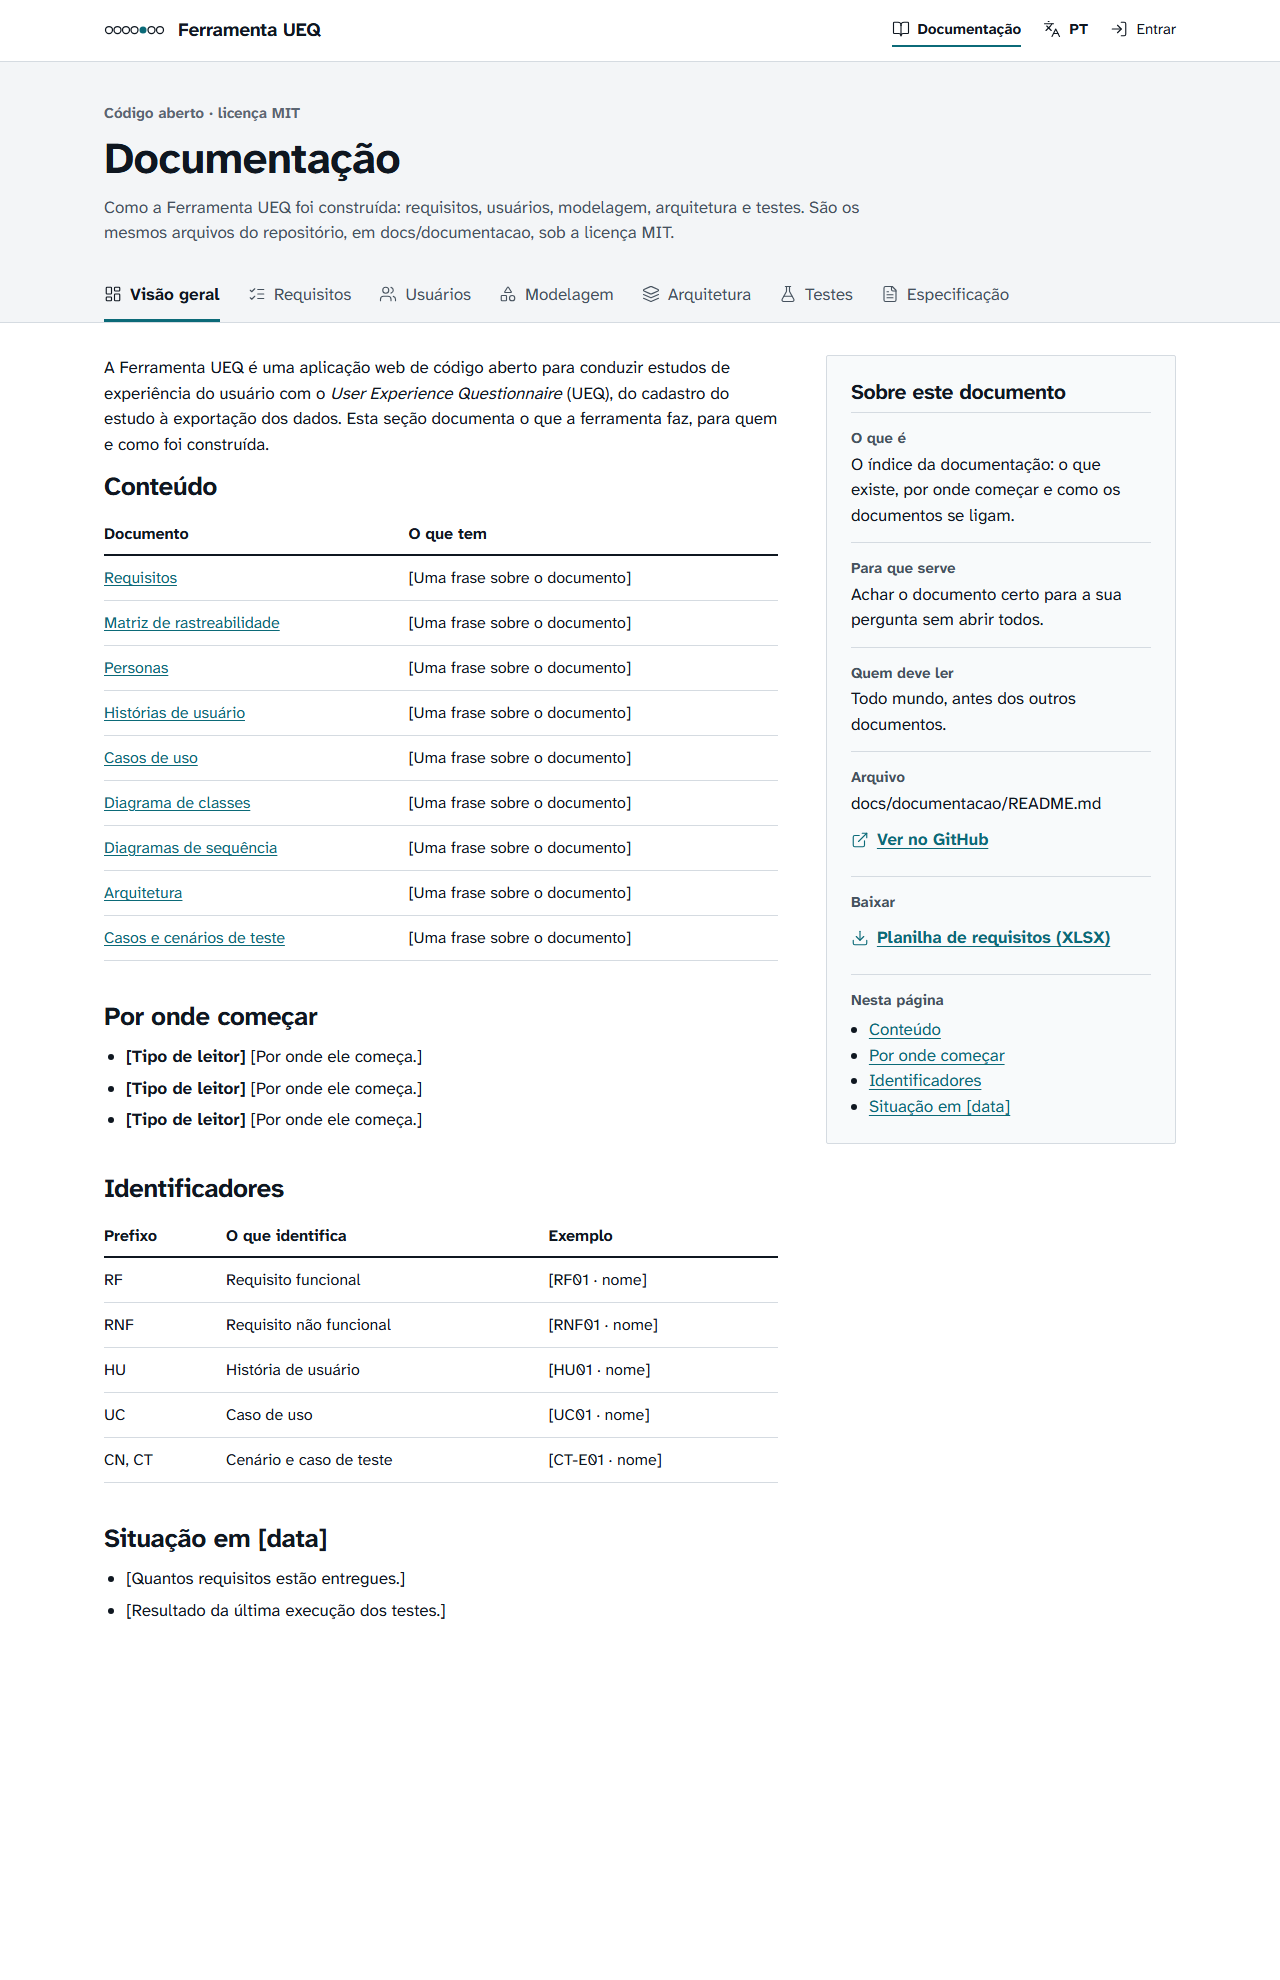 Ferramenta UEQ
Documentação
PT
Entrar
Código aberto · licença MIT
Documentação
Como a Ferramenta UEQ foi construída: requisitos, usuários, modelagem, arquitetura e testes. São os
mesmos arquivos do repositório, em docs/documentacao, sob a licença MIT.
Visão geral
Requisitos
Usuários
Modelagem
Arquitetura
Testes
Especificação
A Ferramenta UEQ é uma aplicação web de código aberto para conduzir estudos de
experiência do usuário com o User Experience Questionnaire (UEQ), do cadastro do
estudo à exportação dos dados. Esta seção documenta o que a ferramenta faz, para quem
e como foi construída.
Conteúdo
Documento O que tem
Requisitos [Uma frase sobre o documento]
Matriz de rastreabilidade [Uma frase sobre o documento]
Personas [Uma frase sobre o documento]
Histórias de usuário [Uma frase sobre o documento]
Casos de uso [Uma frase sobre o documento]
Diagrama de classes [Uma frase sobre o documento]
Diagramas de sequência [Uma frase sobre o documento]
Arquitetura [Uma frase sobre o documento]
Casos e cenários de teste [Uma frase sobre o documento]
Por onde começar
[Tipo de leitor] [Por onde ele começa.]
[Tipo de leitor] [Por onde ele começa.]
[Tipo de leitor] [Por onde ele começa.]
Identificadores
Prefixo O que identifica Exemplo
RF Requisito funcional [RF01 · nome]
RNF Requisito não funcional [RNF01 · nome]
HU História de usuário [HU01 · nome]
UC Caso de uso [UC01 · nome]
CN, CT Cenário e caso de teste [CT-E01 · nome]
Situação em [data]
[Quantos requisitos estão entregues.]
[Resultado da última execução dos testes.]
Sobre este documento
O que é
O índice da documentação: o que
existe, por onde começar e como os
documentos se ligam.
Para que serve
Achar o documento certo para a sua
pergunta sem abrir todos.
Quem deve ler
Todo mundo, antes dos outros
documentos.
Arquivo
docs/documentacao/README.md
Ver no GitHub
Baixar
Planilha de requisitos (XLSX)
Nesta página
Conteúdo
Por onde começar
Identificadores
Situação em [data]